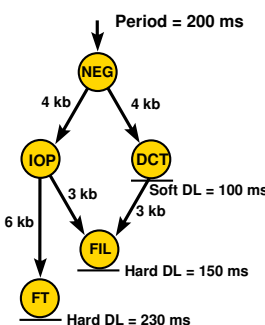 Period = 200 ms
NEG
4 kb
4 kb
IOP
DCT
Soft DL = 100 ms
3 kb
3 kb
6 kb
FIL
Hard DL = 150 ms
FT
Hard DL = 230 ms